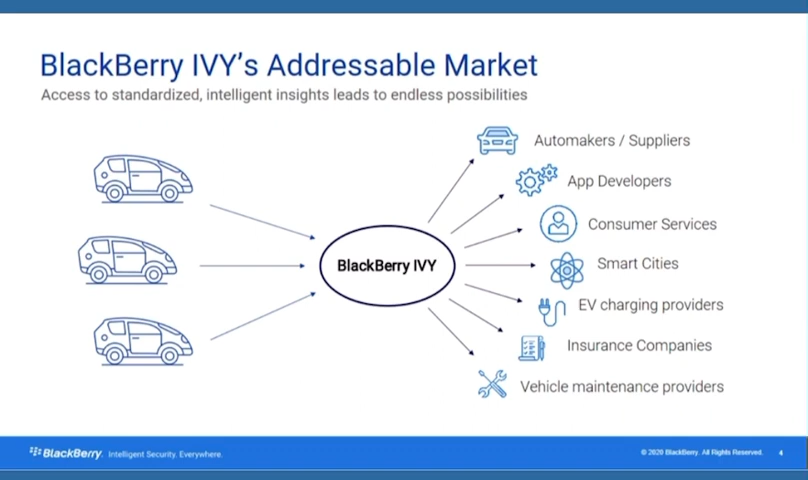 BlackBerry IVY's Addressable Market
Access to standardized, intelligent insights leads to endless possibilities
Automakers / Suppliers
App Developers
Consumer Services
BlackBerry IVY
Smart Cities
EV charging providers
Insurance Companies
Vehicle maintenance providers
BlackBerry. Intelligent Security. Everywhere.
© 2020 BlackBerry. All Rights Reserved. 4